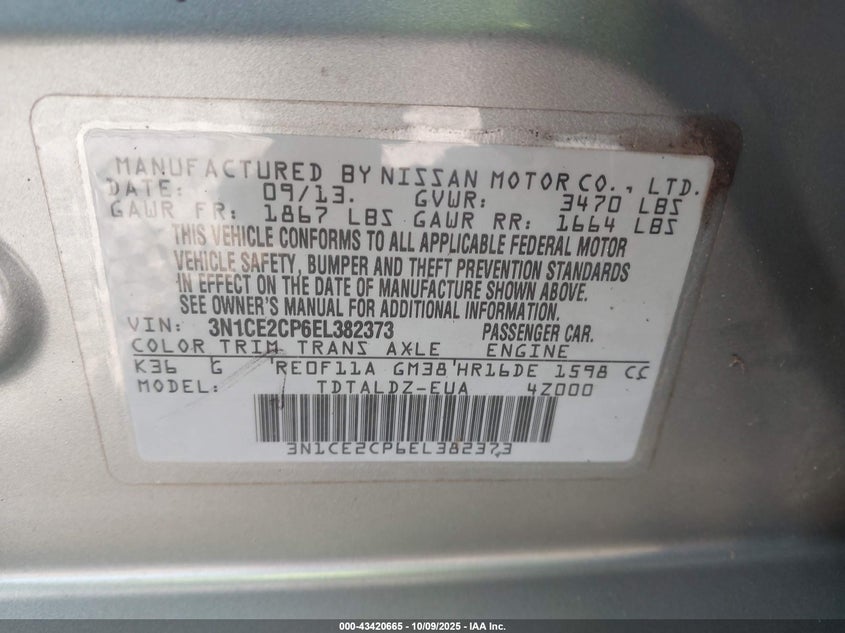 MANUFACTURED BY NISSAN MOTOR CO., LTD.
DATE: 09/13. GVWR: 3470 LBS
GAWR FR: 1867 LBS GAWR RR: 1664 LBS
THIS VEHICLE CONFORMS TO ALL APPLICABLE FEDERAL MOTOR
VEHICLE SAFETY, BUMPER AND THEFT PREVENTION STANDARDS
IN EFFECT ON THE DATE OF MANUFACTURE SHOWN ABOVE.
SEE OWNER'S MANUAL FOR ADDITIONAL INFORMATION.
VIN: 3N1CE2CP6EL382373 PASSENGER CAR.
COLOR TRIM TRANS AXLE ENGINE
K36 G RE0F11A GM38 HR16DE 1598 CC
MODEL: TDTALDZ-EUA 4Z000
3N1CE2CP6EL382373
000-43420665 - 10/09/2025 - IAA Inc.